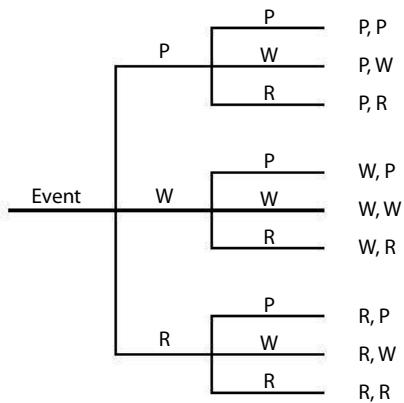 P P, P
P W P, W
R P, R
P W, P
Event W W W, W
R W, R
P R, P
R W R, W
R R, R